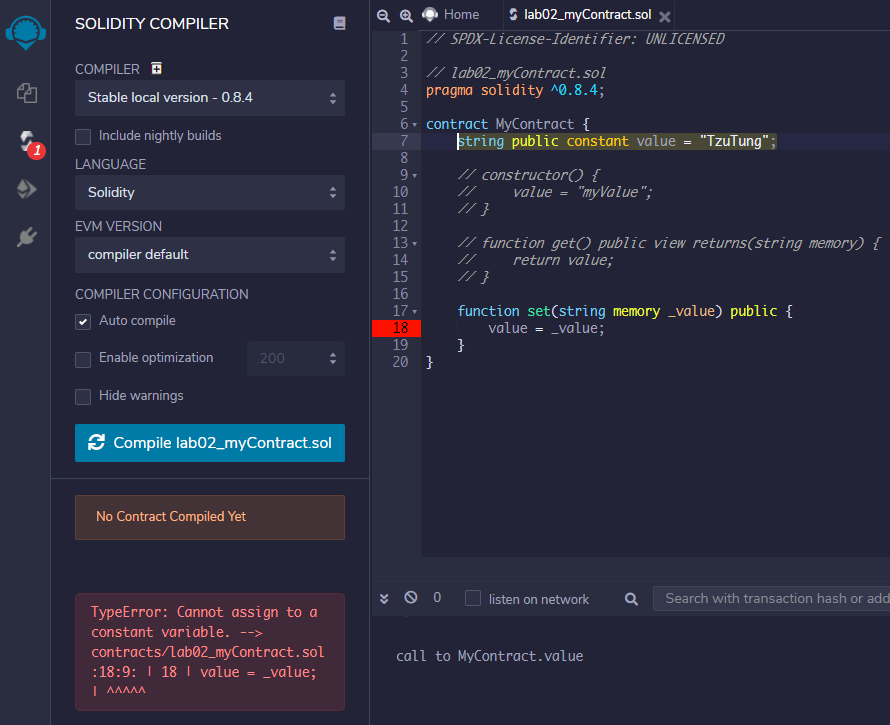 SOLIDITY COMPILER
COMPILER
Stable local version - 0.8.4
Include nightly builds
LANGUAGE
Solidity
EVM VERSION
compiler default
COMPILER CONFIGURATION
Auto compile
Enable optimization
200
Hide warnings
Compile lab02_myContract.sol
No Contract Compiled Yet
TypeError: Cannot assign to a
constant variable. -->
contracts/lab02_myContract.sol
:18:9: | 18 | value = _value;
| ^^^^^
1
Home
lab02_myContract.sol
1 // SPDX-License-Identifier: UNLICENSED
2
3 // lab02_myContract.sol
4 pragma solidity ^0.8.4;
5
6 contract MyContract {
7     string public constant value = "TzuTung";
8
9     // constructor() {
10     //     value = "myValue";
11     // }
12
13     // function get() public view returns(string memory) {
14     //     return value;
15     // }
16
17     function set(string memory _value) public {
18         value = _value;
19     }
20 }
0
listen on network
Search with transaction hash or add
call to MyContract.value